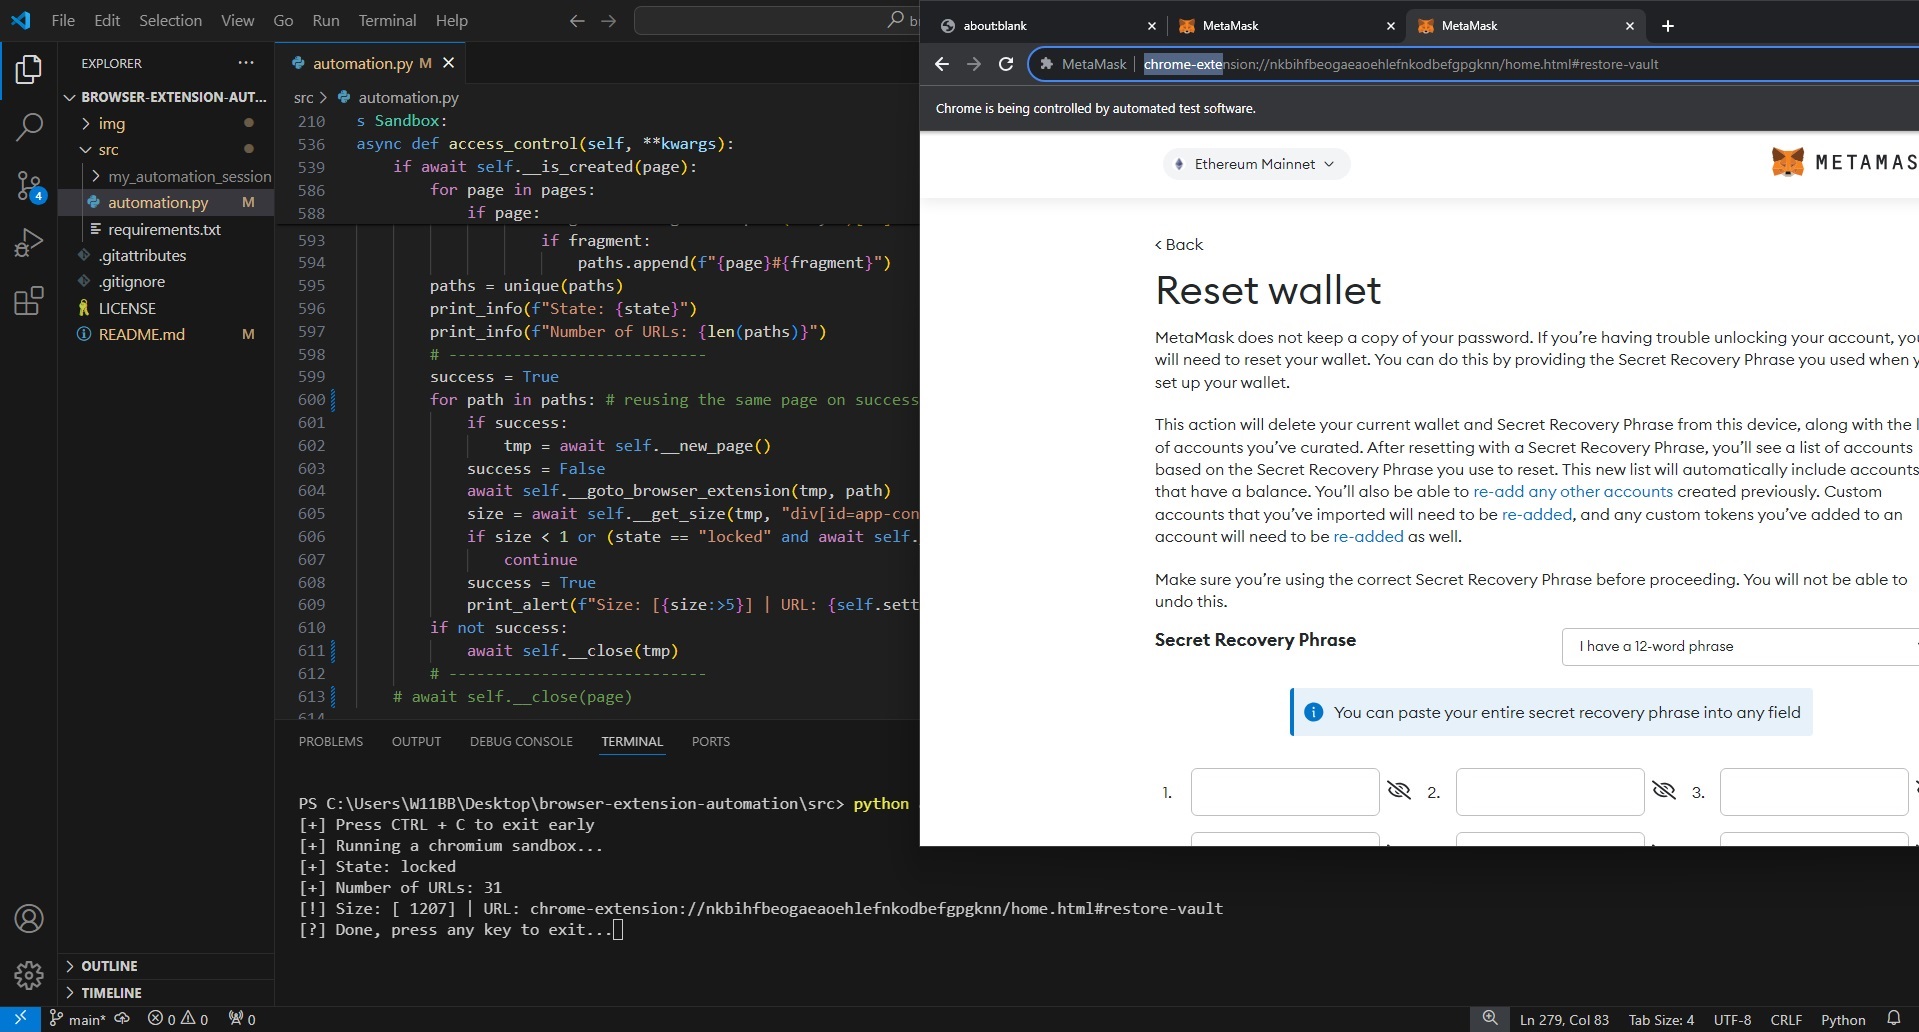 File Edit Selection View Go Run Terminal Help
EXPLORER
BROWSER-EXTENSION-AUT...
img
src
my_automation_session
automation.py M
requirements.txt
.gitattributes
.gitignore
LICENSE
README.md M
4
OUTLINE
TIMELINE
automation.py M
src > automation.py
210 s Sandbox:
536 async def access_control(self, **kwargs):
539 if await self.__is_created(page):
586 for page in pages:
588 if page:
593 if fragment:
594 paths.append(f"{page}#{fragment}")
595 paths = unique(paths)
596 print_info(f"State: {state}")
597 print_info(f"Number of URLs: {len(paths)}")
598 # ----------------------------
599 success = True
600 for path in paths: # reusing the same page on success
601 if success:
602 tmp = await self.__new_page()
603 success = False
604 await self.__goto_browser_extension(tmp, path)
605 size = await self.__get_size(tmp, "div[id=app-con
606 if size < 1 or (state == "locked" and await self.
607 continue
608 success = True
609 print_alert(f"Size: [{size:>5}] | URL: {self.sett
610 if not success:
611 await self.__close(tmp)
612 # ----------------------------
613 # await self.__close(page)
614
PROBLEMS OUTPUT DEBUG CONSOLE TERMINAL PORTS
PS C:\Users\W11BB\Desktop\browser-extension-automation\src> python
[+] Press CTRL + C to exit early
[+] Running a chromium sandbox...
[+] State: locked
[+] Number of URLs: 31
[!] Size: [ 1207] | URL: chrome-extension://nkbihfbeogaeaoehlefnkodbefgpgknn/home.html#restore-vault
[?] Done, press any key to exit...
about:blank MetaMask MetaMask
MetaMask | chrome-extension://nkbihfbeogaeaoehlefnkodbefgpgknn/home.html#restore-vault
Chrome is being controlled by automated test software.
Ethereum Mainnet
METAMAS
< Back
Reset wallet
MetaMask does not keep a copy of your password. If you’re having trouble unlocking your account, you
will need to reset your wallet. You can do this by providing the Secret Recovery Phrase you used when y
set up your wallet.
This action will delete your current wallet and Secret Recovery Phrase from this device, along with the l
of accounts you’ve curated. After resetting with a Secret Recovery Phrase, you’ll see a list of accounts
based on the Secret Recovery Phrase you use to reset. This new list will automatically include accounts
that have a balance. You’ll also be able to re-add any other accounts created previously. Custom
accounts that you’ve imported will need to be re-added, and any custom tokens you’ve added to an
account will need to be re-added as well.
Make sure you’re using the correct Secret Recovery Phrase before proceeding. You will not be able to
undo this.
Secret Recovery Phrase
I have a 12-word phrase
You can paste your entire secret recovery phrase into any field
1. 2. 3.
main* 0 0 0
Ln 279, Col 83 Tab Size: 4 UTF-8 CRLF Python